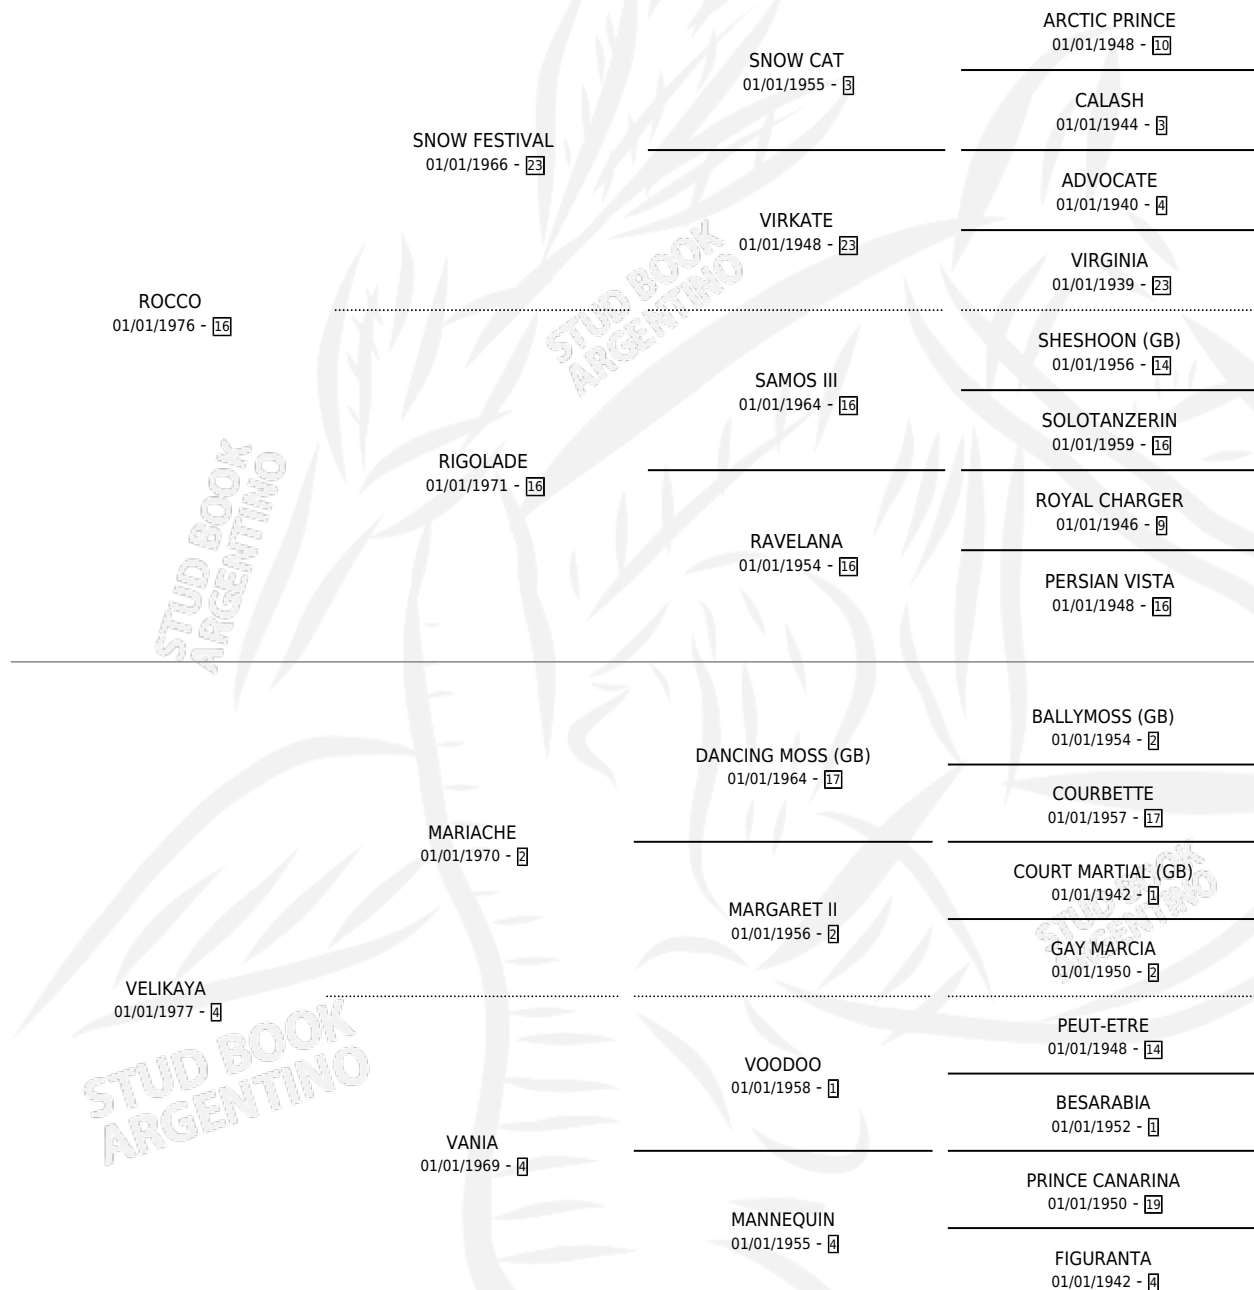 ARCTIC PRINCE
01/01/1948 - 10
SNOW CAT
01/01/1955 - 3
CALASH
01/01/1944 - 3
SNOW FESTIVAL
01/01/1966 - 23
ADVOCATE
01/01/1940 - 4
VIRKATE
01/01/1948 - 23
VIRGINIA
01/01/1939 - 23
ROCCO
01/01/1976 - 16
SHESHOON (GB)
01/01/1956 - 14
SAMOS III
01/01/1964 - 16
SOLOTANZERIN
01/01/1959 - 16
RIGOLADE
01/01/1971 - 16
ROYAL CHARGER
01/01/1946 - 9
RAVELANA
01/01/1954 - 16
PERSIAN VISTA
01/01/1948 - 16
BALLYMOSS (GB)
01/01/1954 - 2
DANCING MOSS (GB)
01/01/1964 - 17
COURBETTE
01/01/1957 - 17
MARIACHE
01/01/1970 - 2
COURT MARTIAL (GB)
01/01/1942 - 1
MARGARET II
01/01/1956 - 2
GAY MARCIA
01/01/1950 - 2
VELIKAYA
01/01/1977 - 4
PEUT-ETRE
01/01/1948 - 14
VOODOO
01/01/1958 - 1
BESARABIA
01/01/1952 - 1
VANIA
01/01/1969 - 4
PRINCE CANARINA
01/01/1950 - 19
MANNEQUIN
01/01/1955 - 4
FIGURANTA
01/01/1942 - 4
STUD BOOK
ARGENTINO
STUD BOOK
ARGENTINO
STUD BOOK
ARGENTINO
STUD BOOK
ARGENTINO